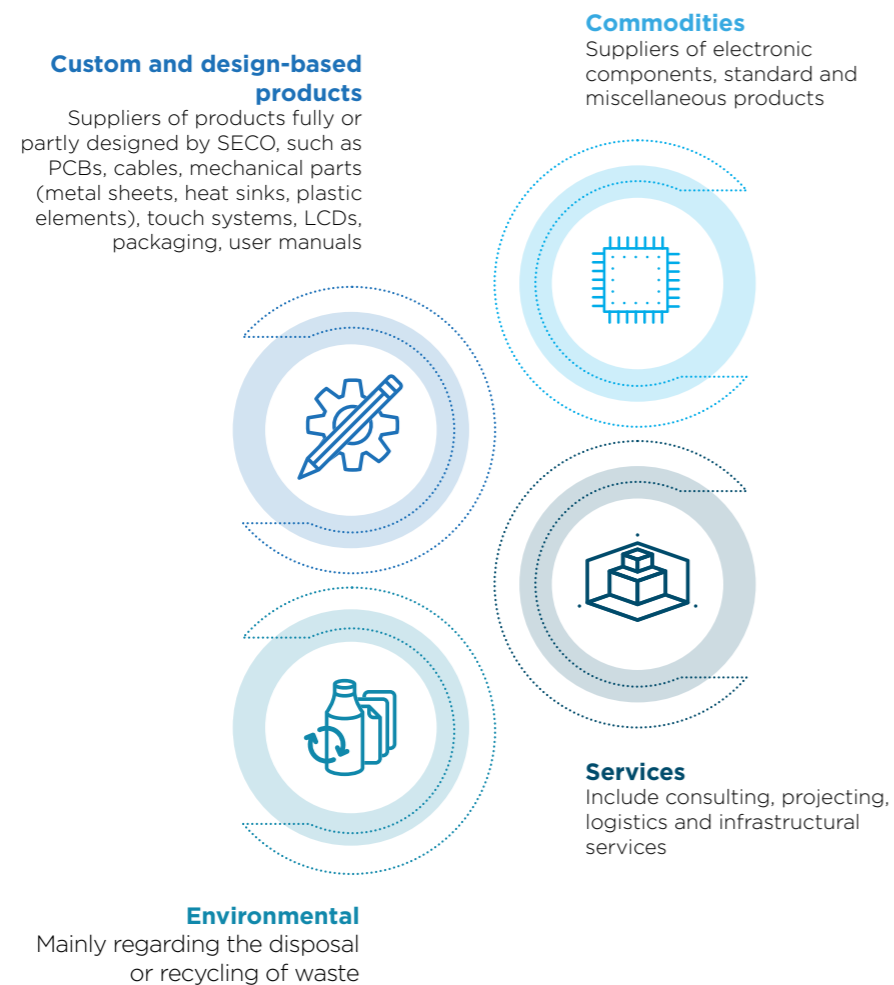 Custom and design-based
products
Suppliers of products fully or
partly designed by SECO, such as
PCBs, cables, mechanical parts
(metal sheets, heat sinks, plastic
elements), touch systems, LCDs,
packaging, user manuals
Commodities
Suppliers of electronic
components, standard and
miscellaneous products
Services
Include consulting, projecting,
logistics and infrastructural
services
Environmental
Mainly regarding the disposal
or recycling of waste